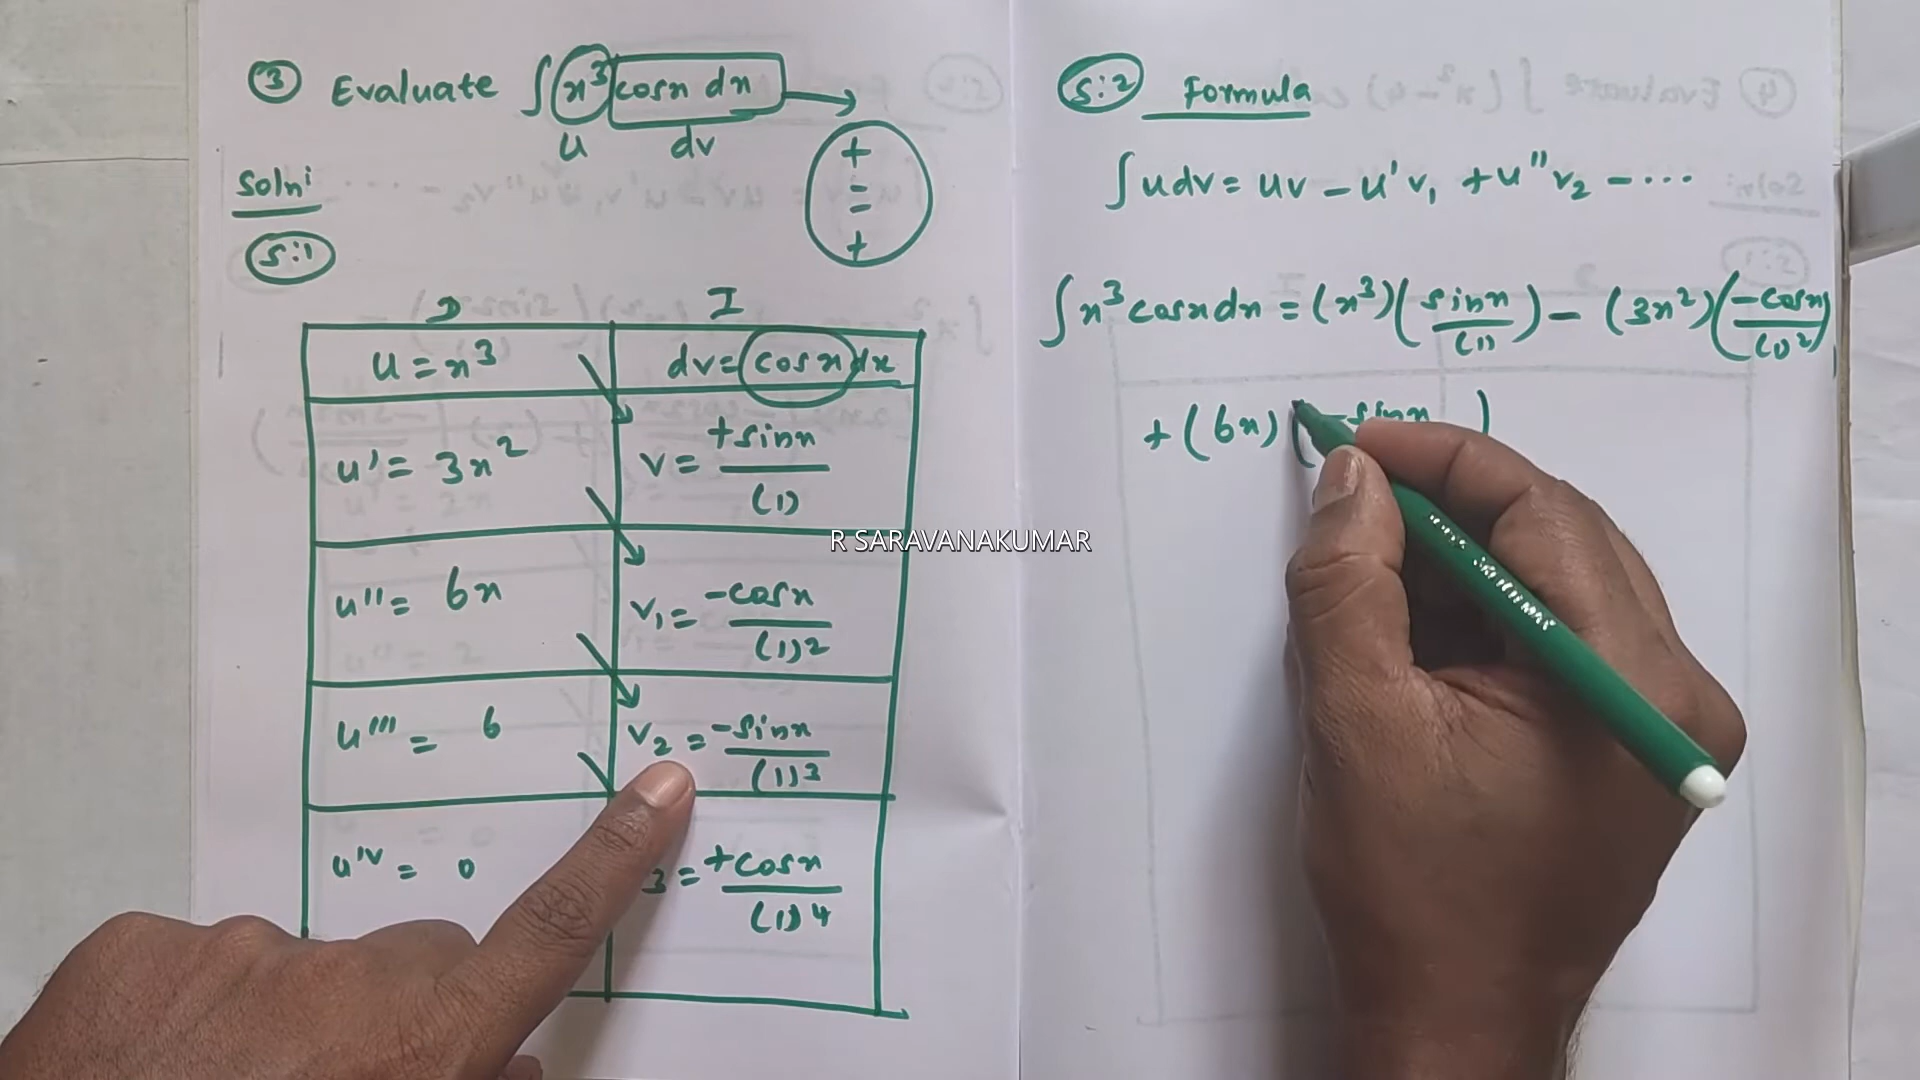 ③ Evaluate ∫ x³ cosx dx
u dv
Soln:
S:1
+
=
=
+
D I
u = x³ dv = cosx dx
u' = 3x² v = +sinx/(1)
u'' = 6x v₁ = -cosx/(1)²
u''' = 6 v₂ = -sinx/(1)³
u'ᵛ = 0 3 = +cosx/(1)⁴
S:2 Formula
∫udv = uv - u'v₁ + u''v₂ - ...
∫x³cosxdx = (x³)(sinx/(1)) - (3x²)(-cosx/(1)²)
+ (6x)(-sinx )
R SARAVANAKUMAR